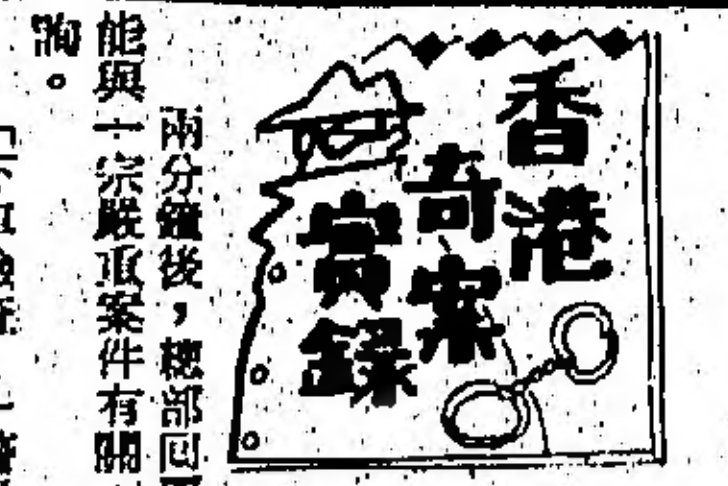 香港
奇案
實錄
兩分鐘後，總部回
能與一宗嚴重案件有關
詢。